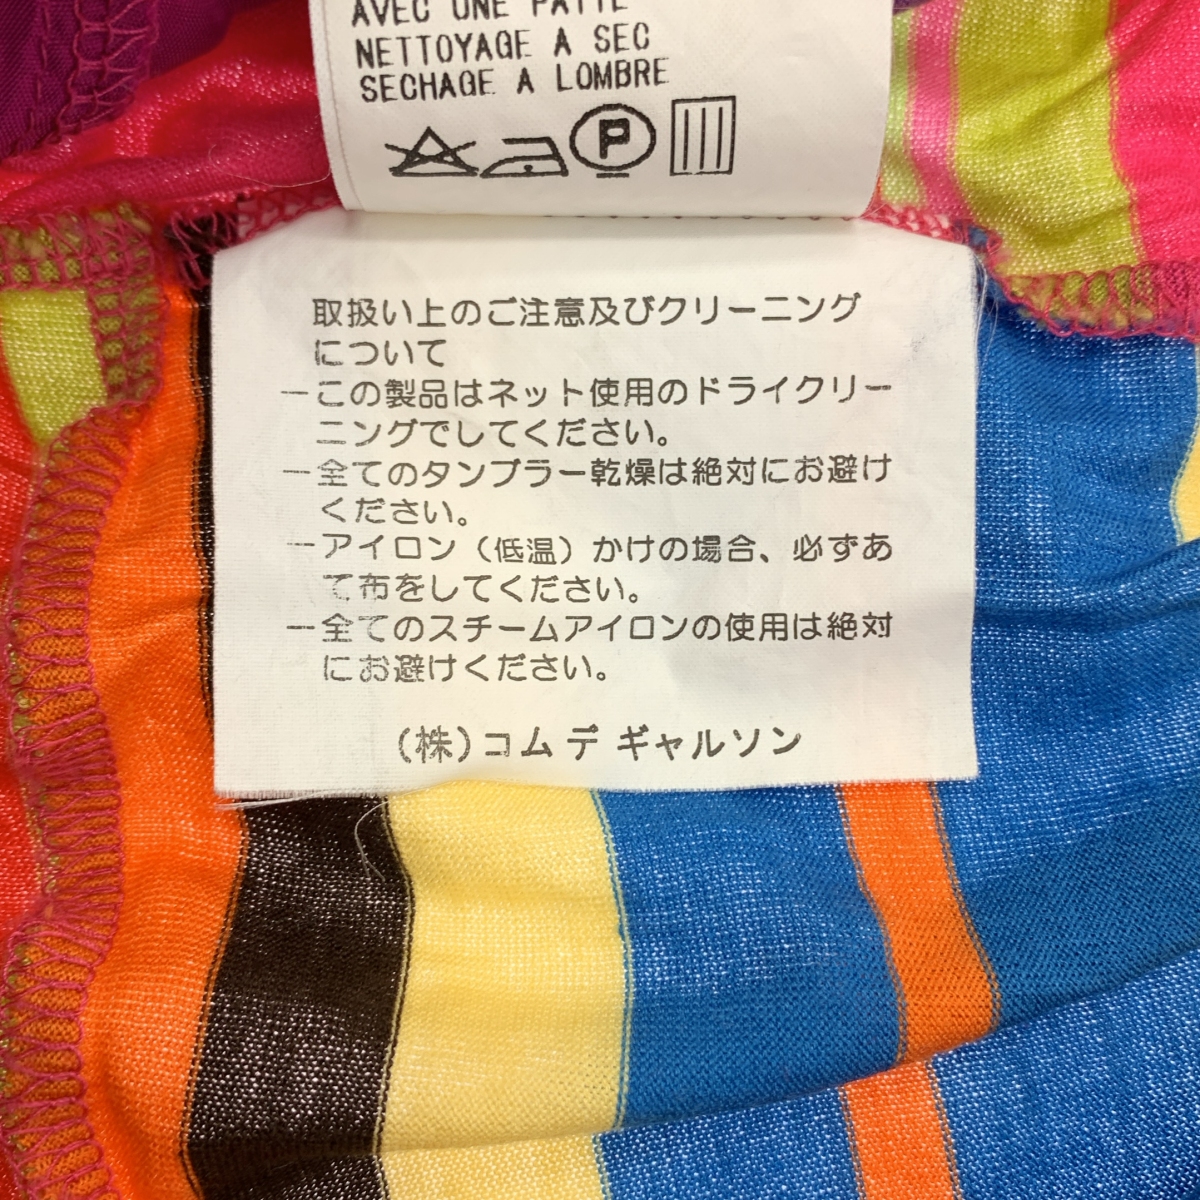 AVEC UNE PATTE
NETTOYAGE A SEC
SECHAGE A LOMBRE
P
取扱い上のご注意及びクリーニング
について
ー この製品はネット使用のドライクリー
ニングでしてください。
ー 全てのタンブラー乾燥は絶対にお避け
ください。
ー アイロン(低温)かけの場合、必ずあ
て布をしてください。
ー 全てのスチームアイロンの使用は絶対
にお避けください。
(株)コム デ ギャルソン